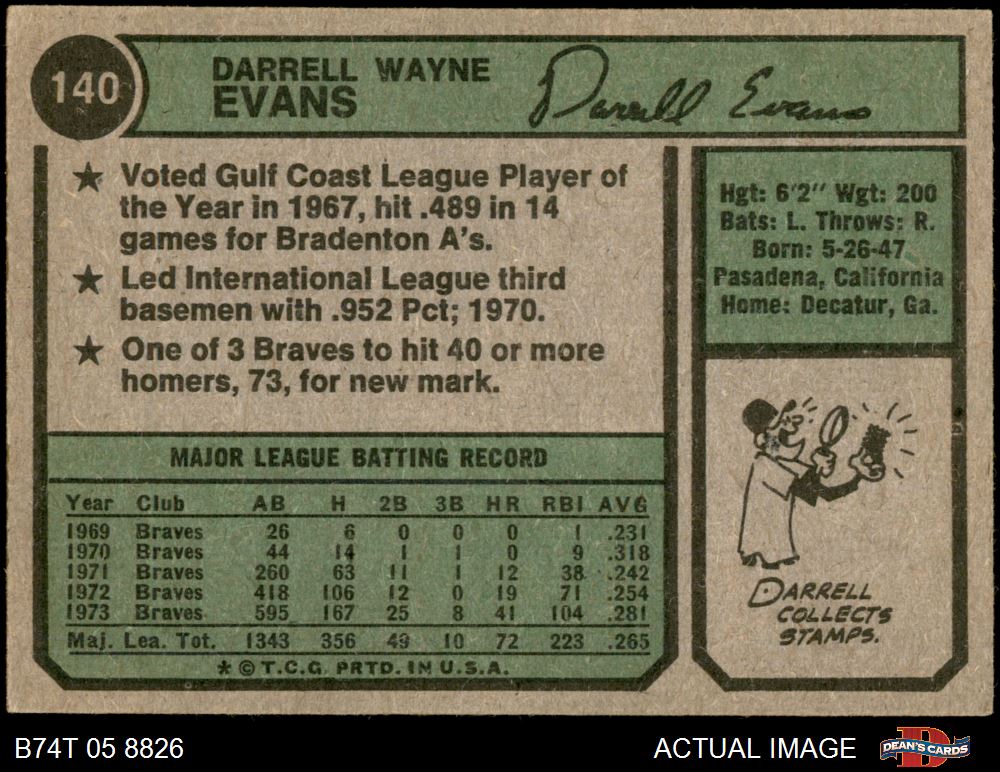 140
DARRELL WAYNE
EVANS
Darrell Evans
★ Voted Gulf Coast League Player of
the Year in 1967, hit .489 in 14
games for Bradenton A's.
★ Led International League third
basemen with .952 Pct; 1970.
★ One of 3 Braves to hit 40 or more
homers, 73, for new mark.
Hgt: 6'2" Wgt: 200
Bats: L. Throws: R.
Born: 5-26-47
Pasadena, California
Home: Decatur, Ga.
MAJOR LEAGUE BATTING RECORD
Year Club AB H 2B 3B HR RBI AVG
1969 Braves 26 6 0 0 0 1 .231
1970 Braves 44 14 1 1 0 9 .318
1971 Braves 260 63 11 1 12 38 .242
1972 Braves 418 106 12 0 19 71 .254
1973 Braves 595 167 25 8 41 104 .281
Maj. Lea. Tot. 1343 356 49 10 72 223 .265
* © T.C.G. PRTD. IN U.S.A.
DARRELL
COLLECTS
STAMPS.
B74T 05 8826
ACTUAL IMAGE
D
DEAN'S CARDS